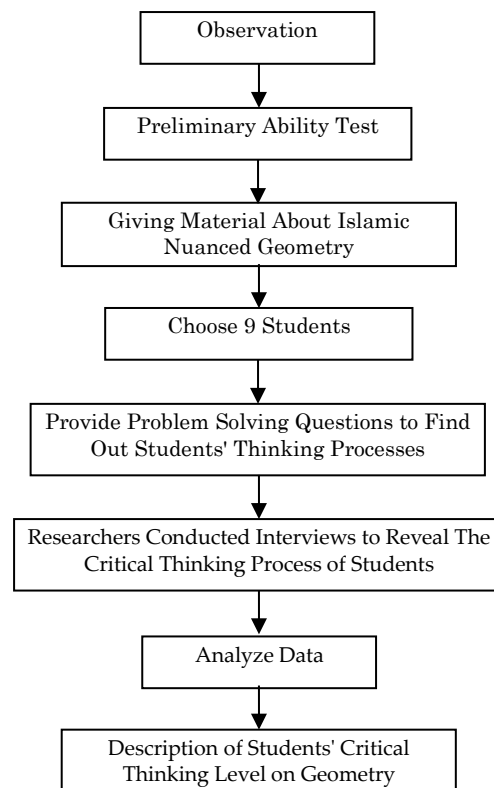 Observation
Preliminary Ability Test
Giving Material About Islamic
Nuanced Geometry
Choose 9 Students
Provide Problem Solving Questions to Find
Out Students' Thinking Processes
Researchers Conducted Interviews to Reveal The
Critical Thinking Process of Students
Analyze Data
Description of Students' Critical
Thinking Level on Geometry